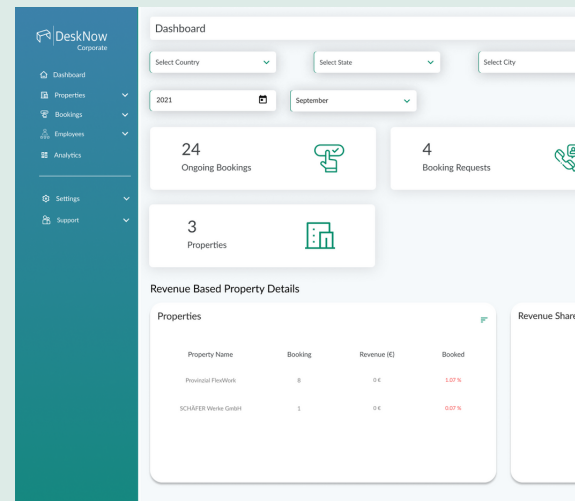 DeskNow
Corporate
Dashboard
Properties
Bookings
Employees
Analytics
Settings
Support
Dashboard
Select Country
Select State
Select City
2021
September
24
Ongoing Bookings
4
Booking Requests
3
Properties
Revenue Based Property Details
Properties
Property Name Booking Revenue (€) Booked
Provinzial FlexWork 8 0 € 1.07 %
SCHÄFER Werke GmbH 1 0 € 0.07 %
Revenue Share